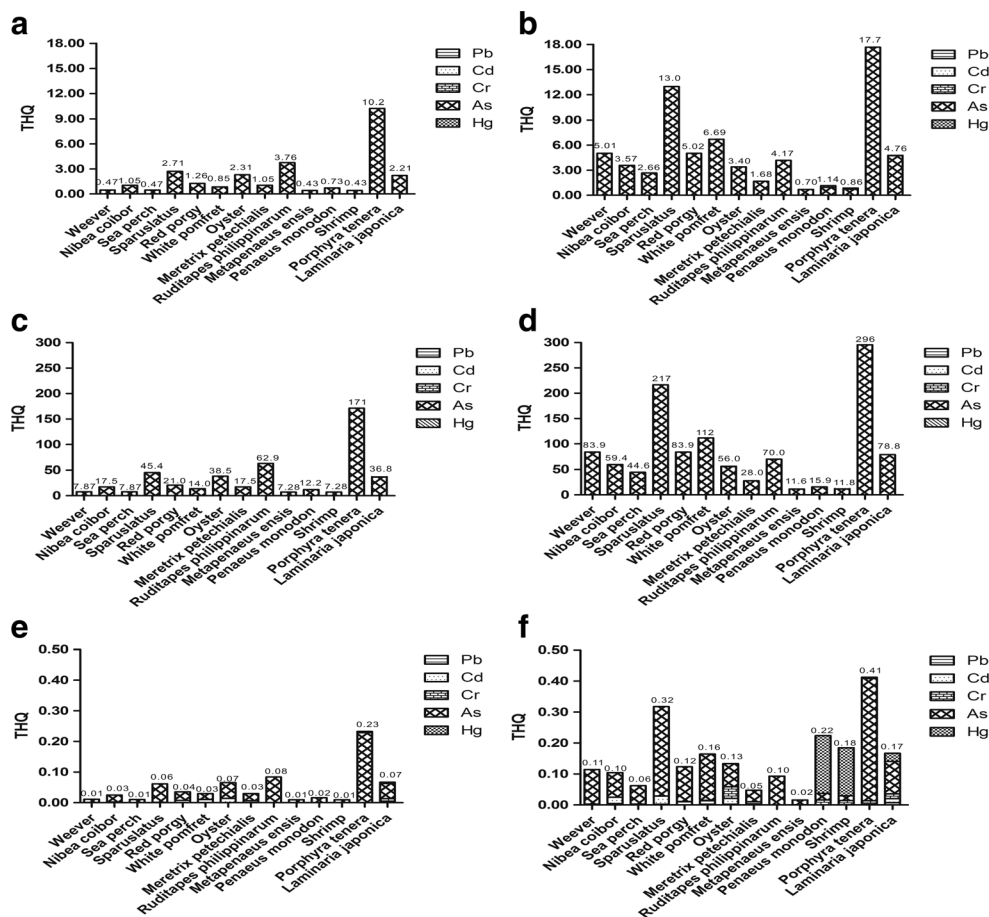 a
18.00
15.00
12.00
9.00
6.00
3.00
0.00
THQ
Pb
Cd
Cr
As
Hg
0.47 1.05 0.47 2.71 1.26 0.85 2.31 1.05 3.76 0.43 0.73 0.43 10.2 2.21
Weever
Nibea coibor
Sea perch
Sparuslatus
Red porgy
White pomfret
Oyster
Meretrix petechialis
Ruditapes philippinarum
Metapenaeus ensis
Penaeus monodon
Shrimp
Porphyra tenera
Laminaria japonica
b
18.00
15.00
12.00
9.00
6.00
3.00
0.00
THQ
Pb
Cd
Cr
As
Hg
5.01 3.57 2.66 13.0 5.02 6.69 3.40 1.68 4.17 0.70 1.14 0.86 17.7 4.76
Weever
Nibea coibor
Sea perch
Sparuslatus
Red porgy
White pomfret
Oyster
Meretrix petechialis
Ruditapes philippinarum
Metapenaeus ensis
Penaeus monodon
Shrimp
Porphyra tenera
Laminaria japonica
c
300
250
200
150
100
50
0
THQ
Pb
Cd
Cr
As
Hg
7.87 17.5 7.87 45.4 21.0 14.0 38.5 17.5 62.9 7.28 12.2 7.28 171 36.8
Weever
Nibea coibor
Sea perch
Sparuslatus
Red porgy
White pomfret
Oyster
Meretrix petechialis
Ruditapes philippinarum
Metapenaeus ensis
Penaeus monodon
Shrimp
Porphyra tenera
Laminaria japonica
d
300
250
200
150
100
50
0
THQ
Pb
Cd
Cr
As
Hg
83.9 59.4 44.6 217 83.9 112 56.0 28.0 70.0 11.6 15.9 11.8 296 78.8
Weever
Nibea coibor
Sea perch
Sparuslatus
Red porgy
White pomfret
Oyster
Meretrix petechialis
Ruditapes philippinarum
Metapenaeus ensis
Penaeus monodon
Shrimp
Porphyra tenera
Laminaria japonica
e
0.50
0.40
0.30
0.20
0.10
0.00
THQ
Pb
Cd
Cr
As
Hg
0.01 0.03 0.01 0.06 0.04 0.03 0.07 0.03 0.08 0.01 0.02 0.01 0.23 0.07
Weever
Nibea coibor
Sea perch
Sparuslatus
Red porgy
White pomfret
Oyster
Meretrix petechialis
Ruditapes philippinarum
Metapenaeus ensis
Penaeus monodon
Shrimp
Porphyra tenera
Laminaria japonica
f
0.50
0.40
0.30
0.20
0.10
0.00
THQ
Pb
Cd
Cr
As
Hg
0.11 0.10 0.06 0.32 0.12 0.16 0.13 0.05 0.10 0.02 0.22 0.18 0.41 0.17
Weever
Nibea coibor
Sea perch
Sparuslatus
Red porgy
White pomfret
Oyster
Meretrix petechialis
Ruditapes philippinarum
Metapenaeus ensis
Penaeus monodon
Shrimp
Porphyra tenera
Laminaria japonica